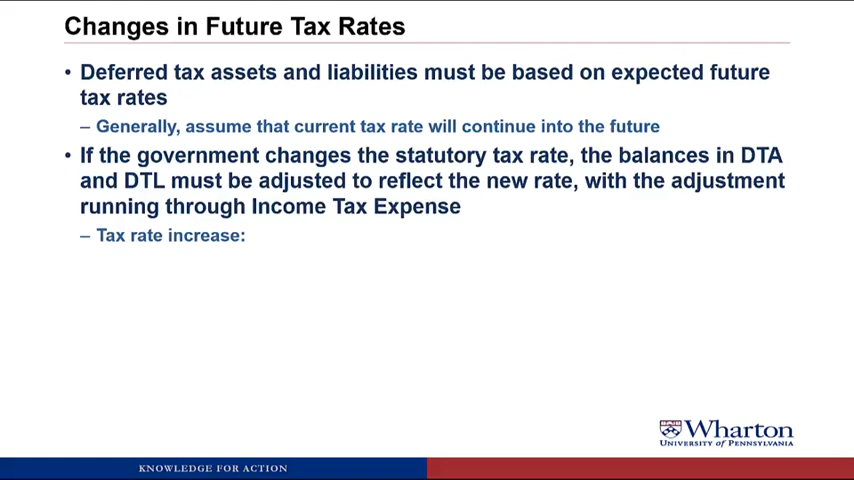 Changes in Future Tax Rates
• Deferred tax assets and liabilities must be based on expected future
tax rates
– Generally, assume that current tax rate will continue into the future
• If the government changes the statutory tax rate, the balances in DTA
and DTL must be adjusted to reflect the new rate, with the adjustment
running through Income Tax Expense
– Tax rate increase:
Wharton
UNIVERSITY OF PENNSYLVANIA
KNOWLEDGE FOR ACTION